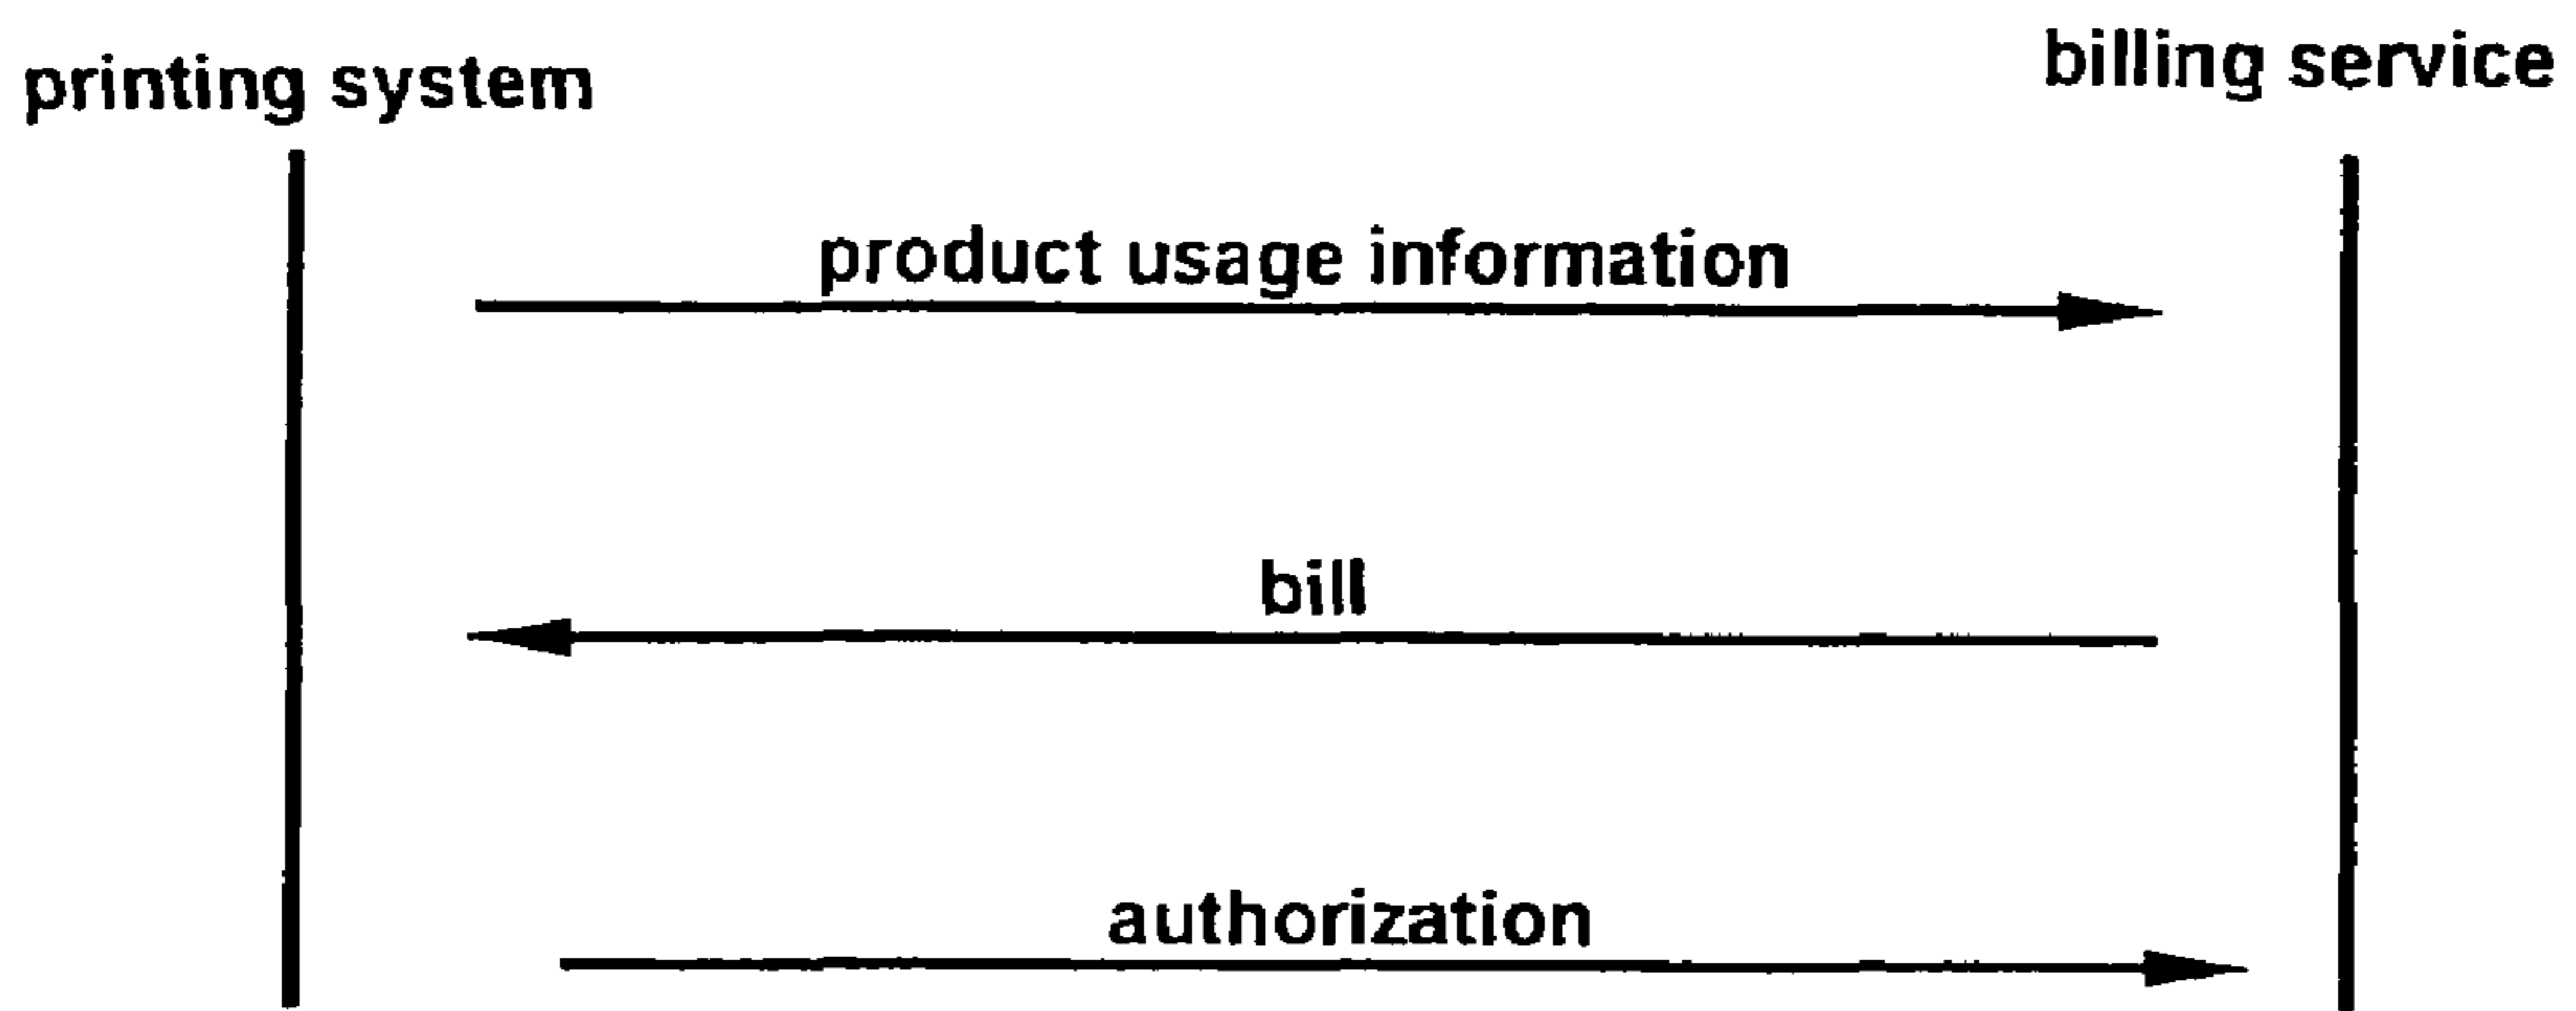 printing system
billing service
product usage information
bill
authorization